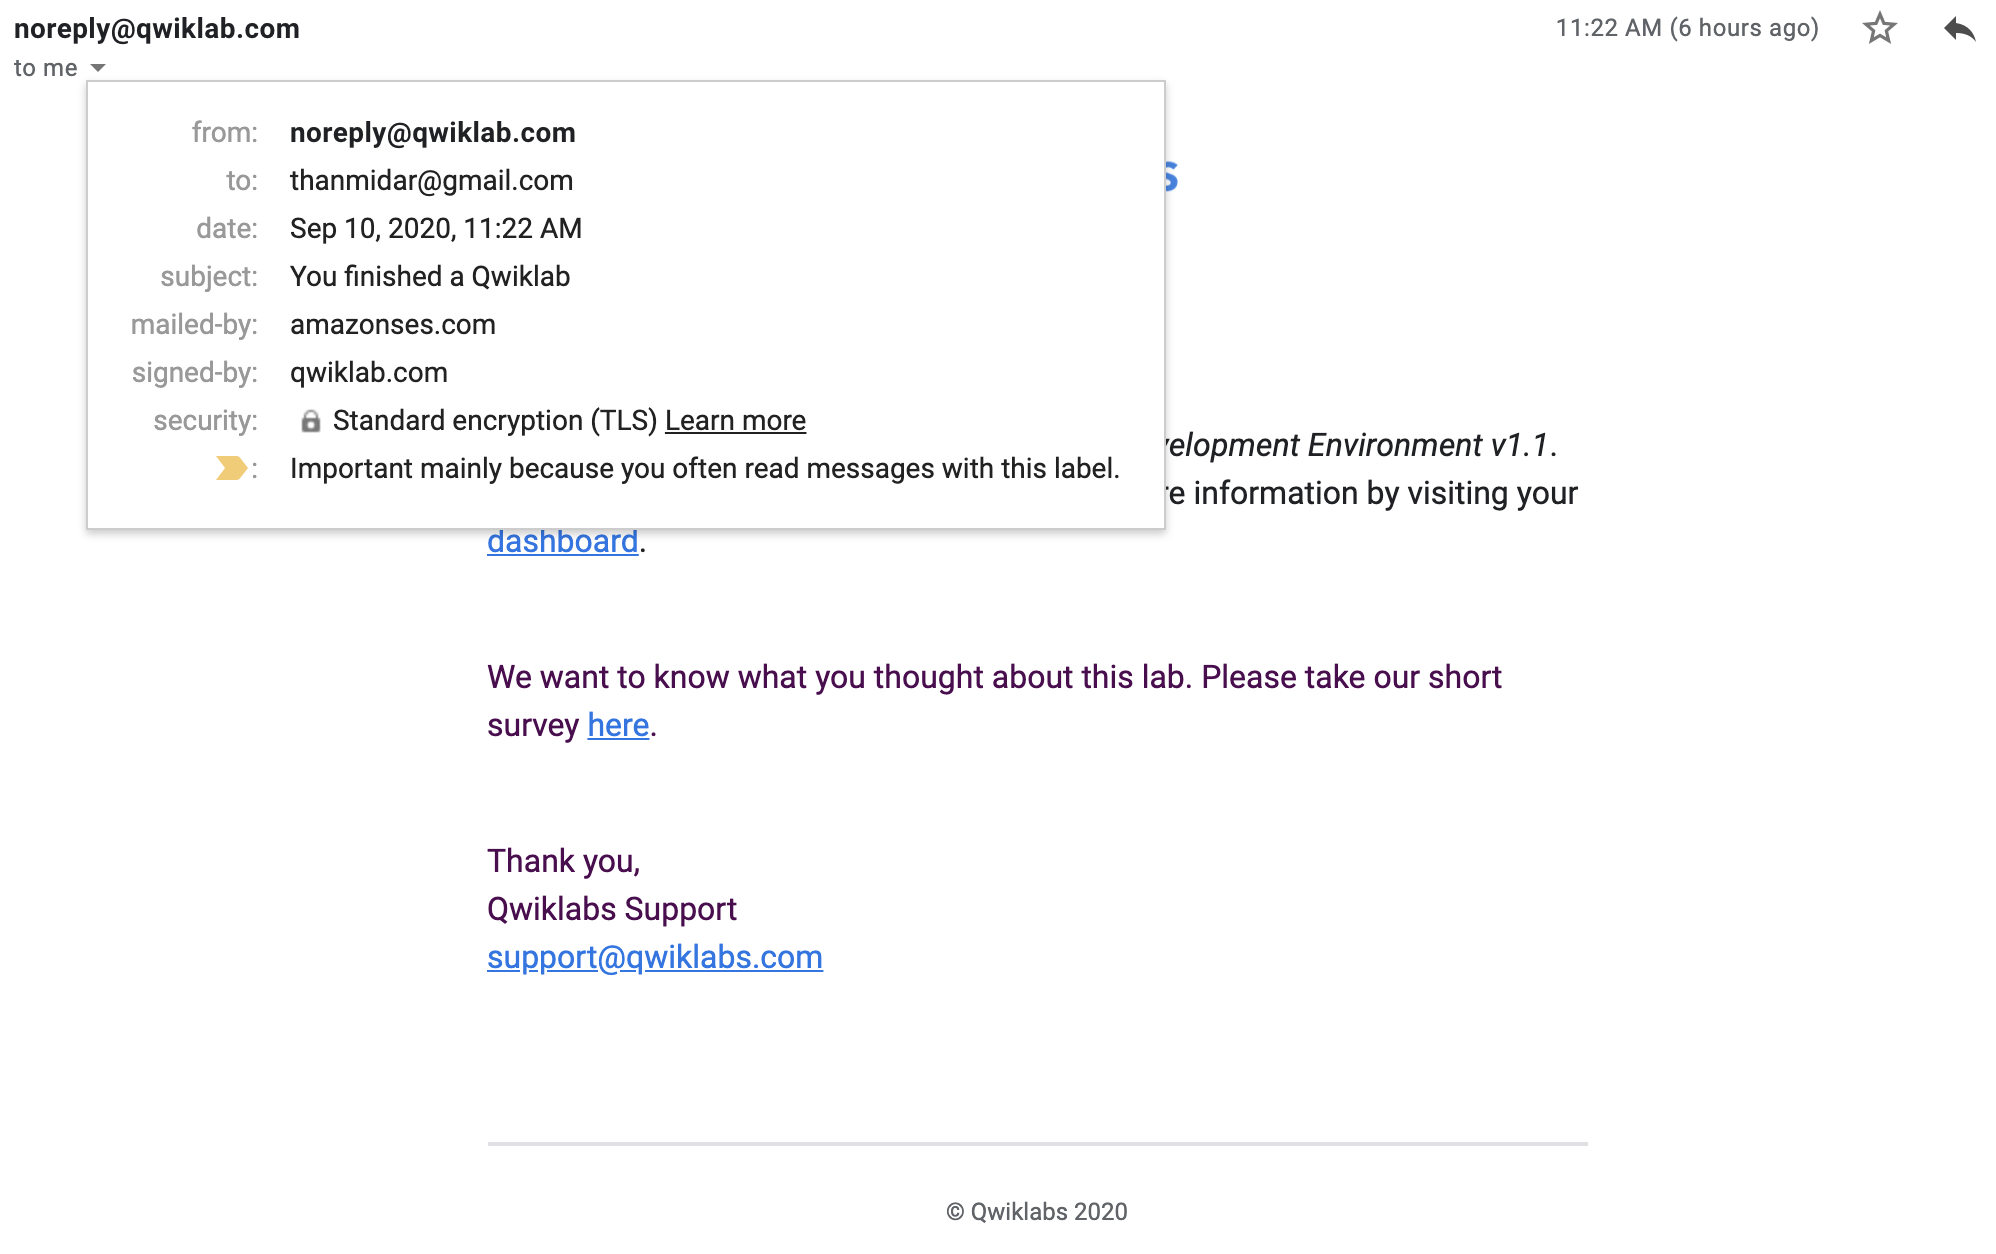 noreply@qwiklab.com
11:22 AM (6 hours ago)
to me
from: noreply@qwiklab.com
to: thanmidar@gmail.com
date: Sep 10, 2020, 11:22 AM
subject: You finished a Qwiklab
mailed-by: amazonses.com
signed-by: qwiklab.com
security: Standard encryption (TLS) Learn more
: Important mainly because you often read messages with this label.
Environment v1.1.
information by visiting your
dashboard.
We want to know what you thought about this lab. Please take our short
survey here.
Thank you,
Qwiklabs Support
support@qwiklabs.com
© Qwiklabs 2020